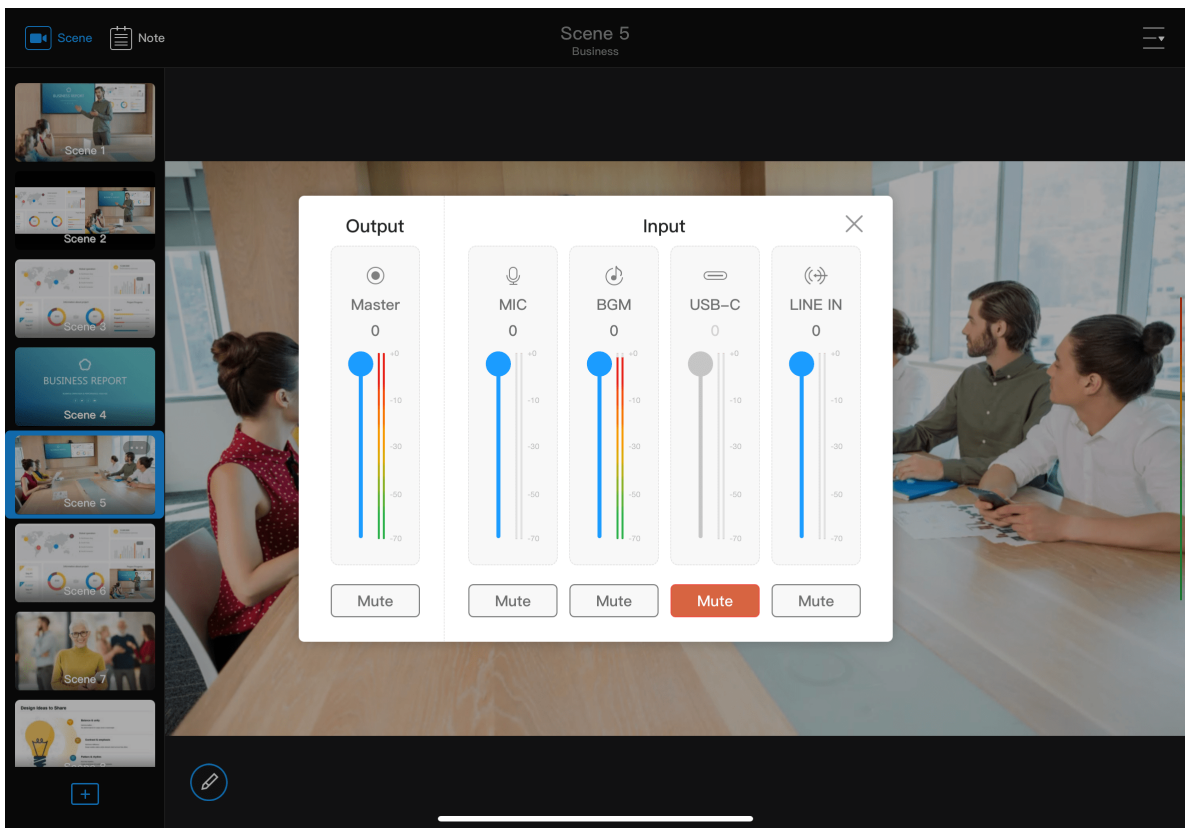 Scene
Note
Scene 5
Business
BUSINESS REPORT
Scene 1
Scene 2
Scene 3
BUSINESS REPORT
Scene 4
Scene 5
Scene 6
Scene 7
Design Ideas to Share
Output
Input
Master
0
+0
-10
-30
-50
-70
Mute
MIC
0
+0
-10
-30
-50
-70
Mute
BGM
0
+0
-10
-30
-50
-70
Mute
USB-C
0
+0
-10
-30
-50
-70
Mute
LINE IN
0
+0
-10
-30
-50
-70
Mute